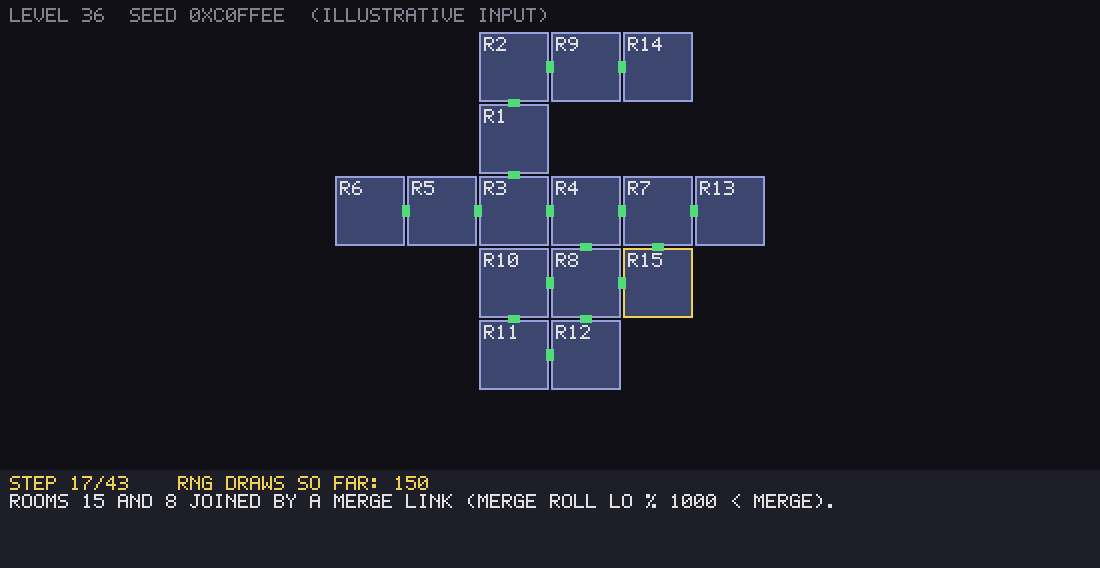 LEVEL 36  SEED 0XC0FFEE  (ILLUSTRATIVE INPUT)
R2 R9 R14
R1
R6 R5 R3 R4 R7 R13
R10 R8 R15
R11 R12
STEP 17/43    RNG DRAWS SO FAR: 150
ROOMS 15 AND 8 JOINED BY A MERGE LINK (MERGE ROLL LO % 1000 < MERGE).